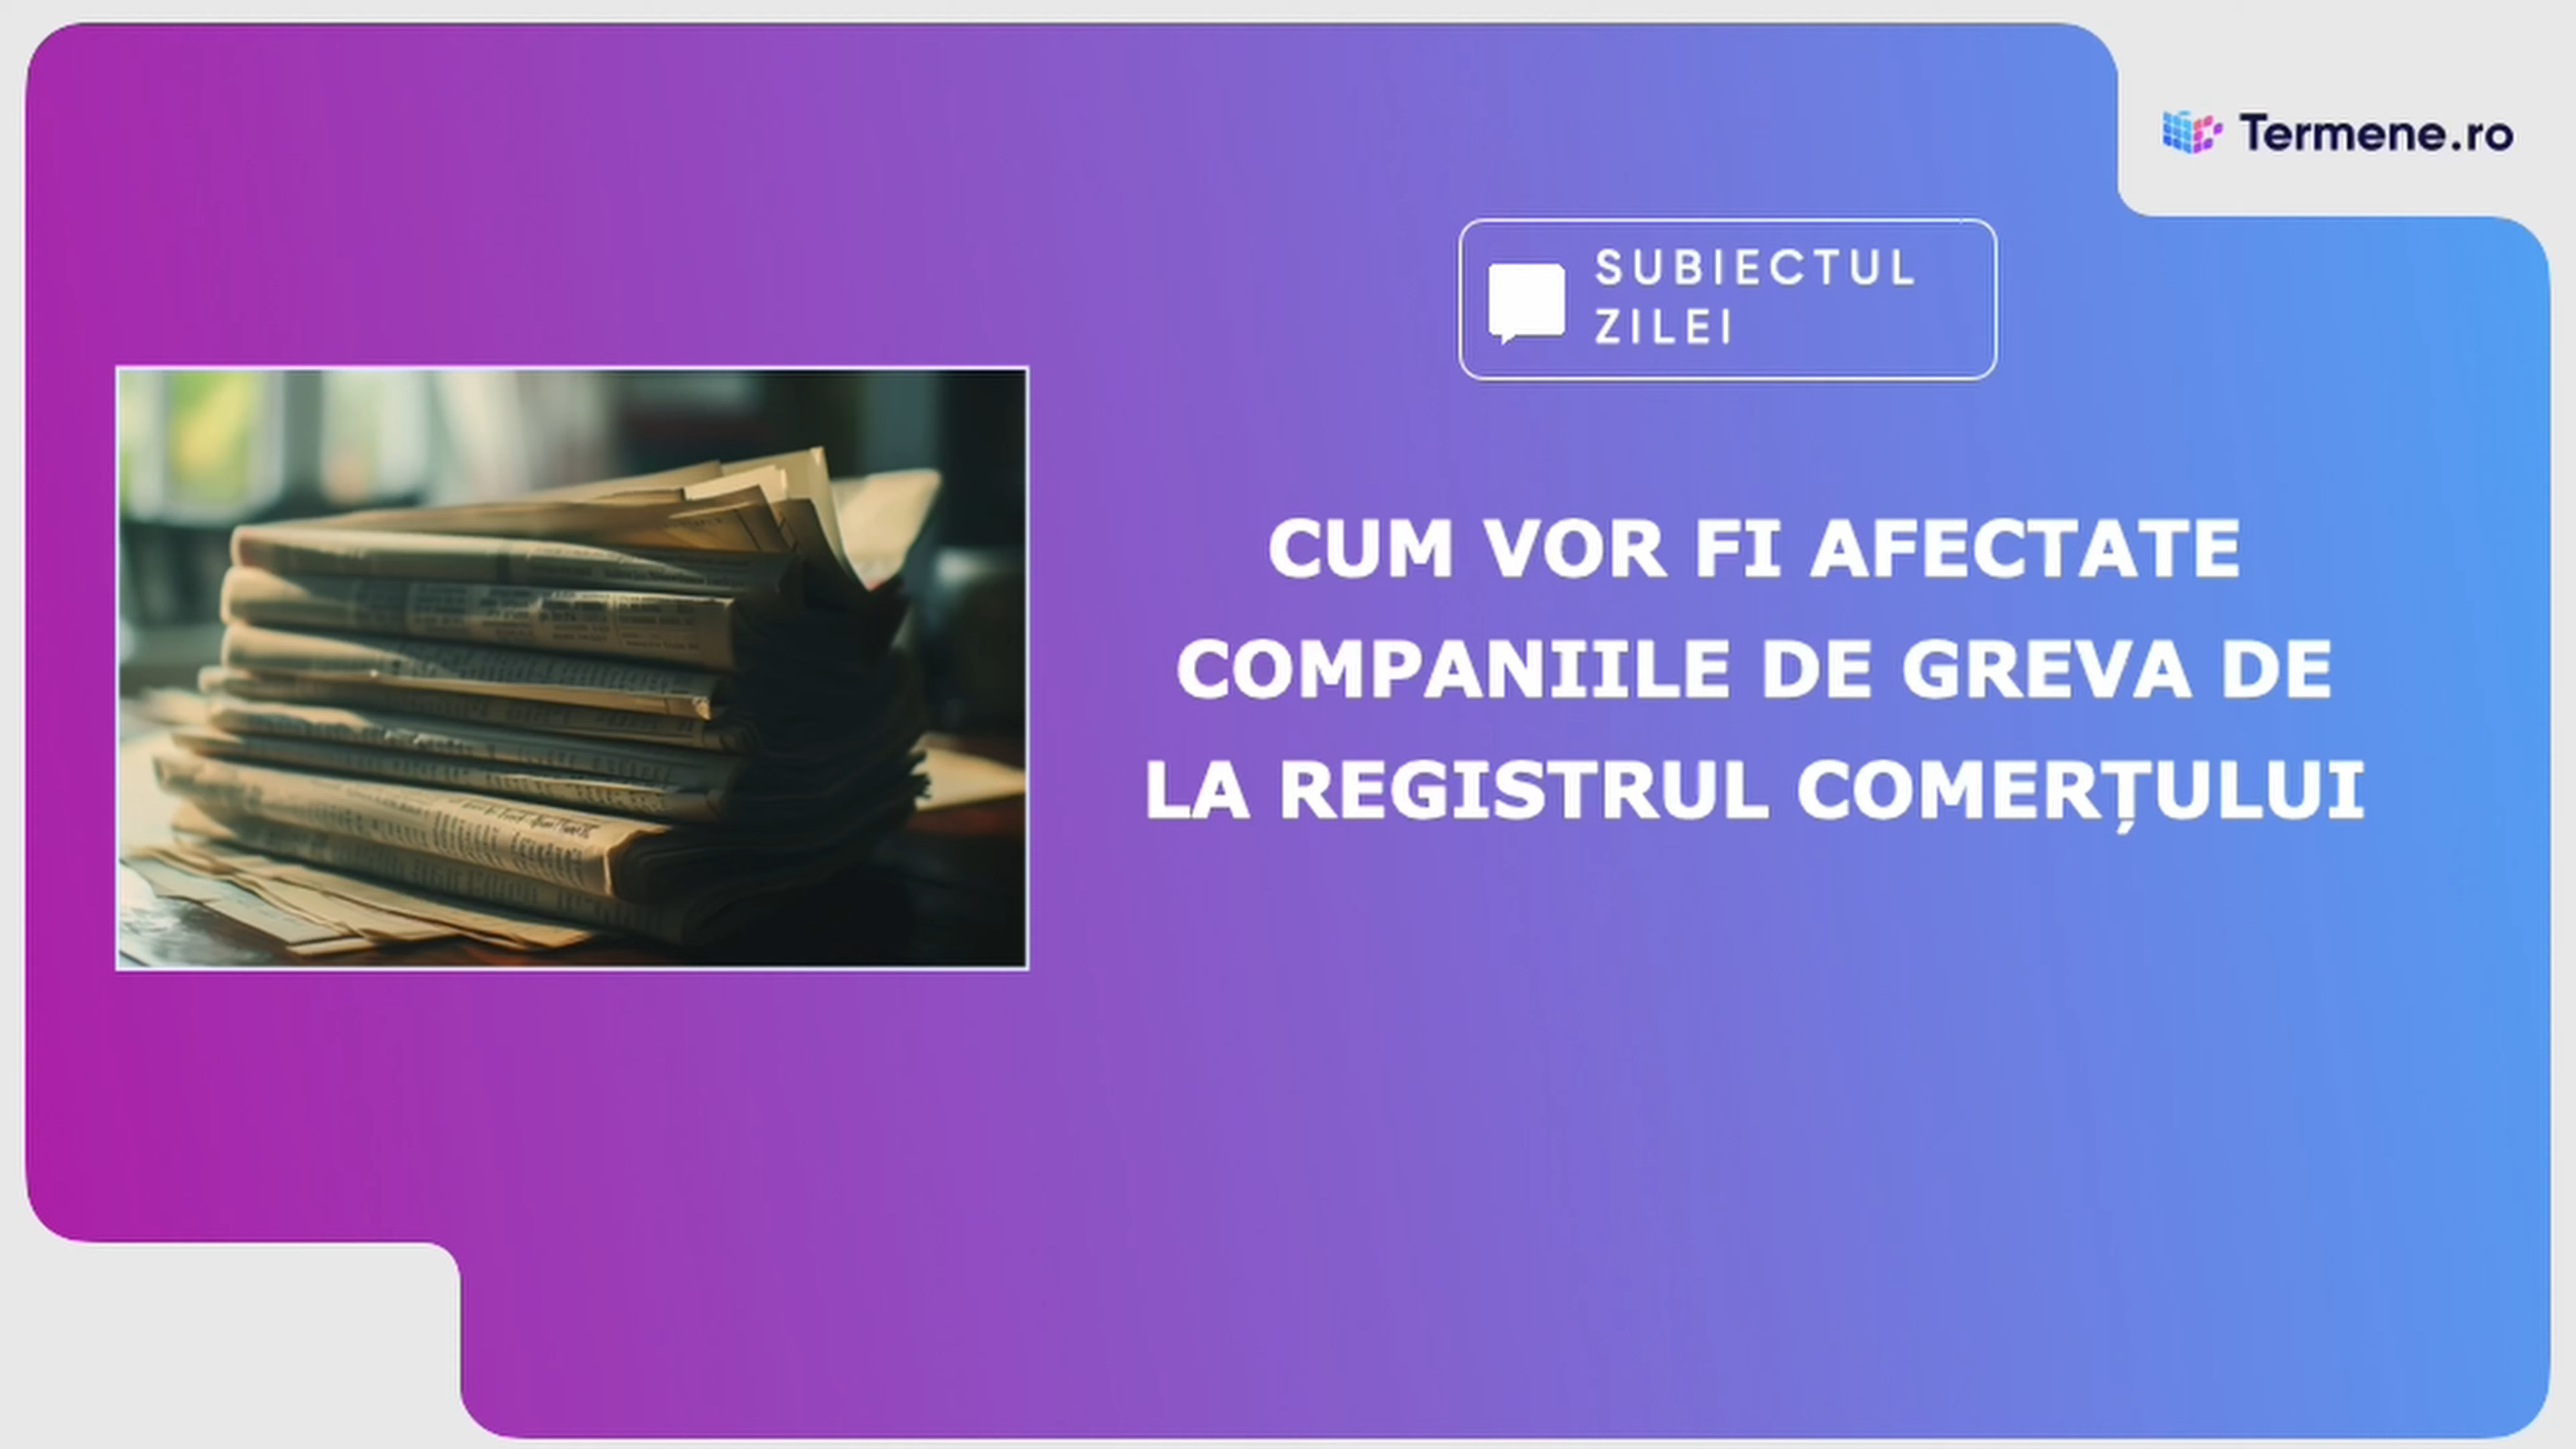 Termene.ro
SUBIECTUL
ZILEI
CUM VOR FI AFECTATE
COMPANIILE DE GREVA DE
LA REGISTRUL COMERȚULUI